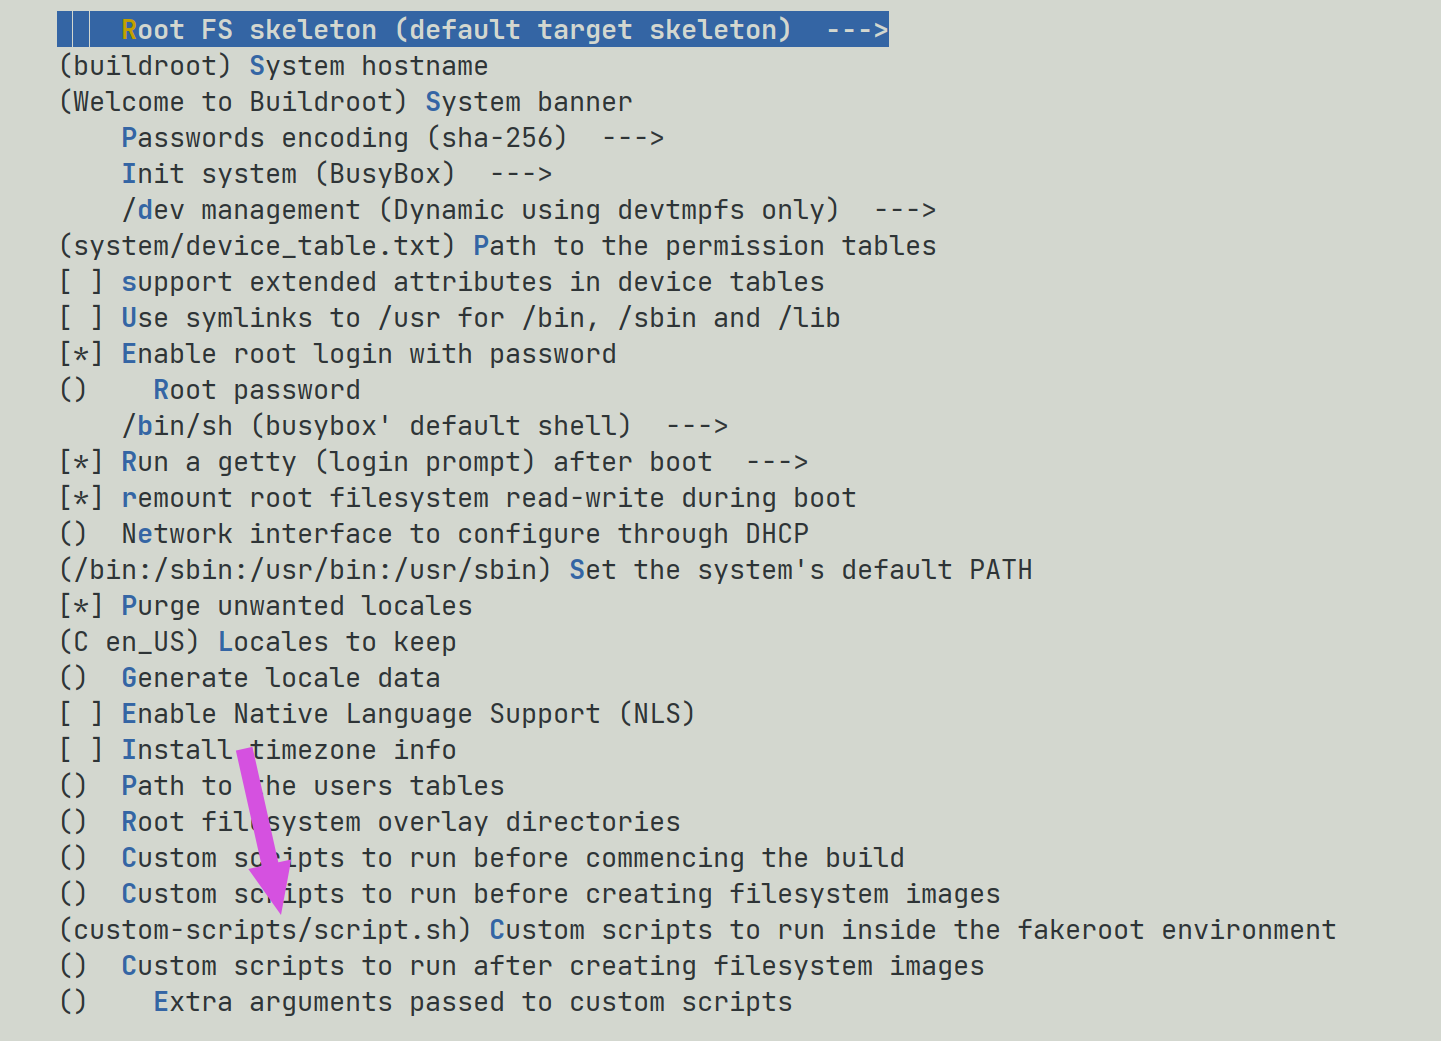 Root FS skeleton (default target skeleton)  --->
(buildroot) System hostname
(Welcome to Buildroot) System banner
Passwords encoding (sha-256)  --->
Init system (BusyBox)  --->
/dev management (Dynamic using devtmpfs only)  --->
(system/device_table.txt) Path to the permission tables
[ ] support extended attributes in device tables
[ ] Use symlinks to /usr for /bin, /sbin and /lib
[*] Enable root login with password
()    Root password
/bin/sh (busybox' default shell)  --->
[*] Run a getty (login prompt) after boot  --->
[*] remount root filesystem read-write during boot
()  Network interface to configure through DHCP
(/bin:/sbin:/usr/bin:/usr/sbin) Set the system's default PATH
[*] Purge unwanted locales
(C en_US) Locales to keep
()  Generate locale data
[ ] Enable Native Language Support (NLS)
[ ] Install timezone info
()  Path to the users tables
()  Root filesystem overlay directories
()  Custom scripts to run before commencing the build
()  Custom scripts to run before creating filesystem images
(custom-scripts/script.sh) Custom scripts to run inside the fakeroot environment
()  Custom scripts to run after creating filesystem images
()    Extra arguments passed to custom scripts